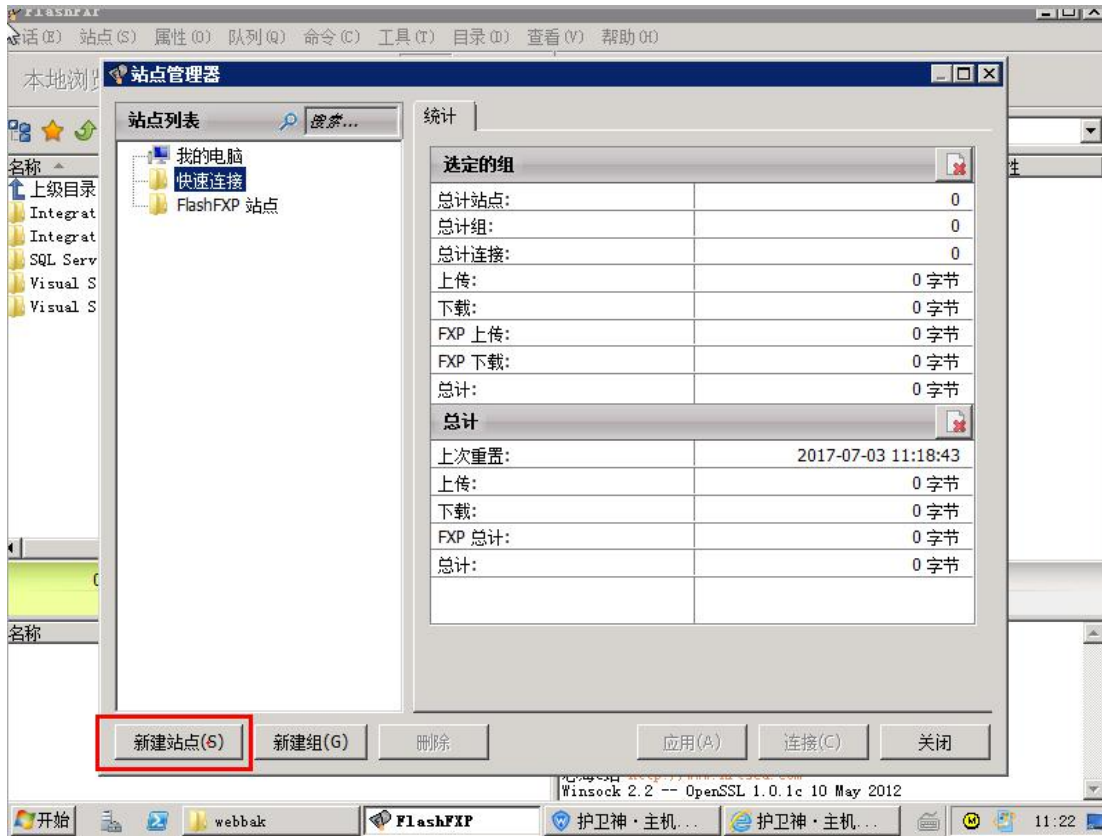 FlashFXP
话(E) 站点(S) 属性(O) 队列(Q) 命令(C) 工具(T) 目录(D) 查看(V) 帮助(H)
本地浏
站点管理器
站点列表 搜索...
统计
名称
上级目录
Integrat
Integrat
SQL Serv
Visual S
Visual S
我的电脑
快速连接
FlashFXP 站点
选定的组
总计站点: 0
总计组: 0
总计连接: 0
上传: 0 字节
下载: 0 字节
FXP 上传: 0 字节
FXP 下载: 0 字节
总计: 0 字节
总计
上次重置: 2017-07-03 11:18:43
上传: 0 字节
下载: 0 字节
FXP 总计: 0 字节
总计: 0 字节
性
名称
新建站点(S) 新建组(G) 删除 应用(A) 连接(C) 关闭
Winsock 2.2 -- OpenSSL 1.0.1c 10 May 2012
开始 webbak FlashFXP 护卫神·主机... 护卫神·主机... 11:22